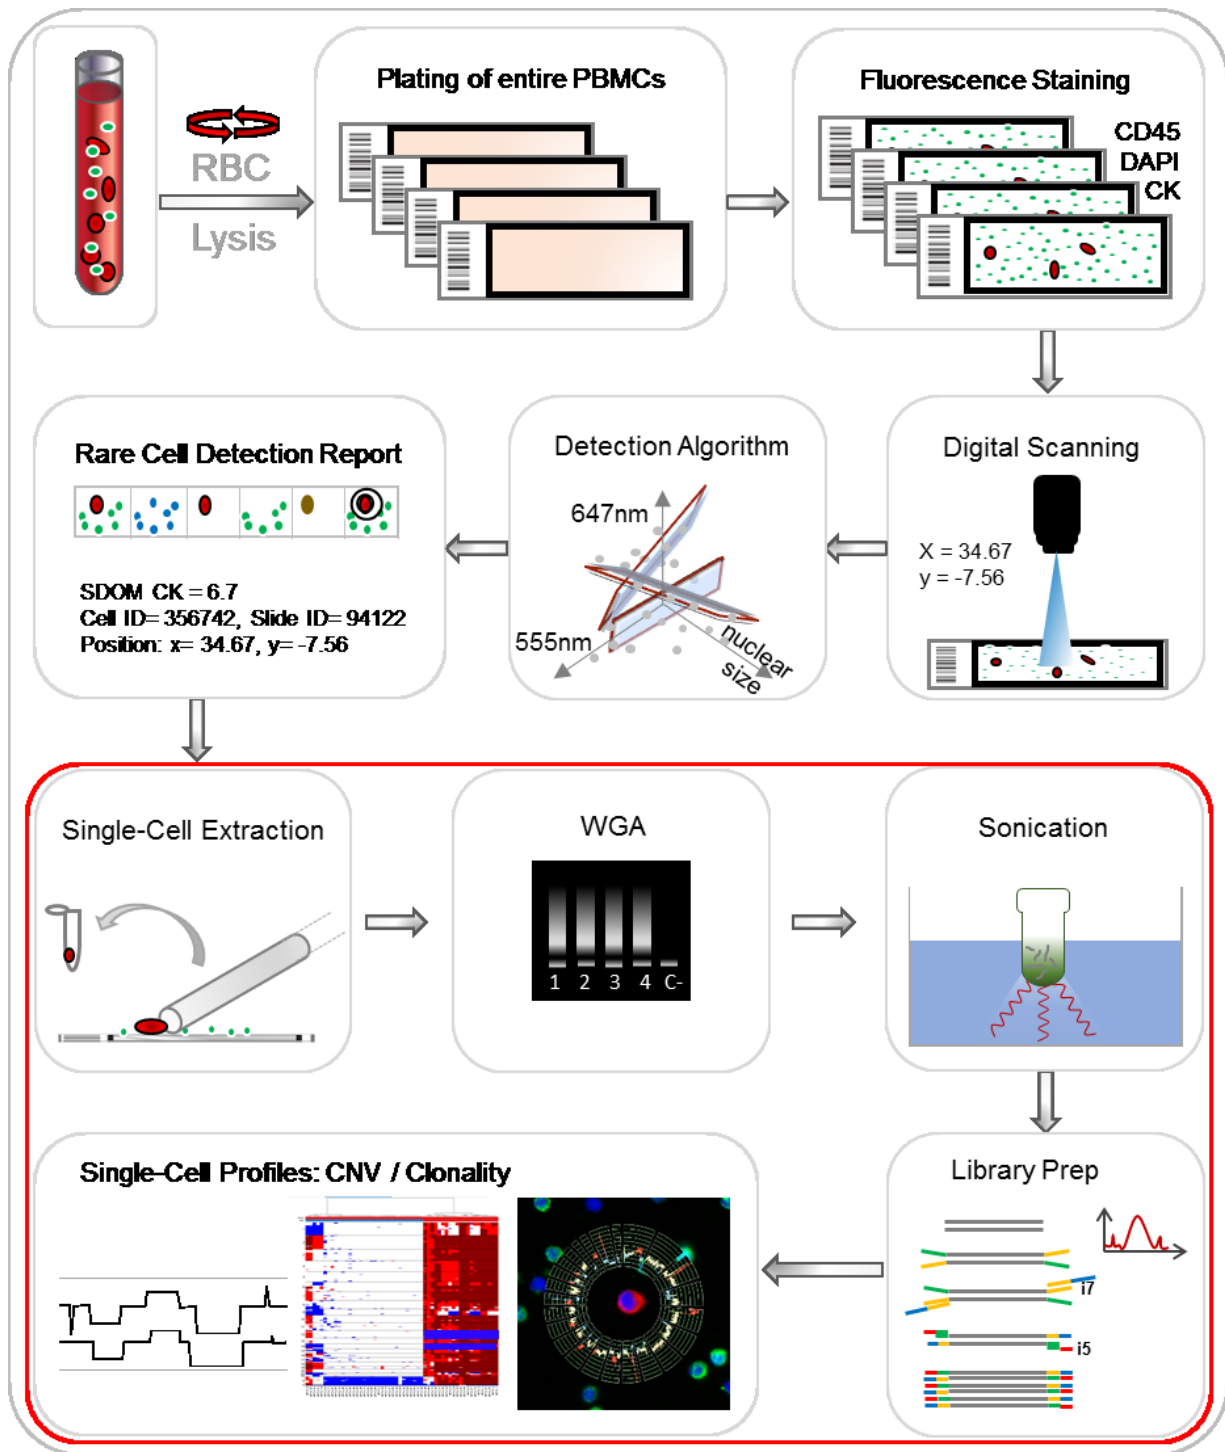 Plating of entire PBMCs
RBC
Lysis
Fluorescence Staining
CD45
DAPI
CK
Rare Cell Detection Report
SDOM CK = 6.7
Cell ID= 356742, Slide ID= 94122
Position: x= 34.67, y= -7.56
Detection Algorithm
647nm
555nm
nuclear
size
Digital Scanning
X = 34.67
y = -7.56
Single-Cell Extraction
WGA
1 2 3 4 C-
Sonication
Single-Cell Profiles: CNV / Clonality
Library Prep
i7
i5